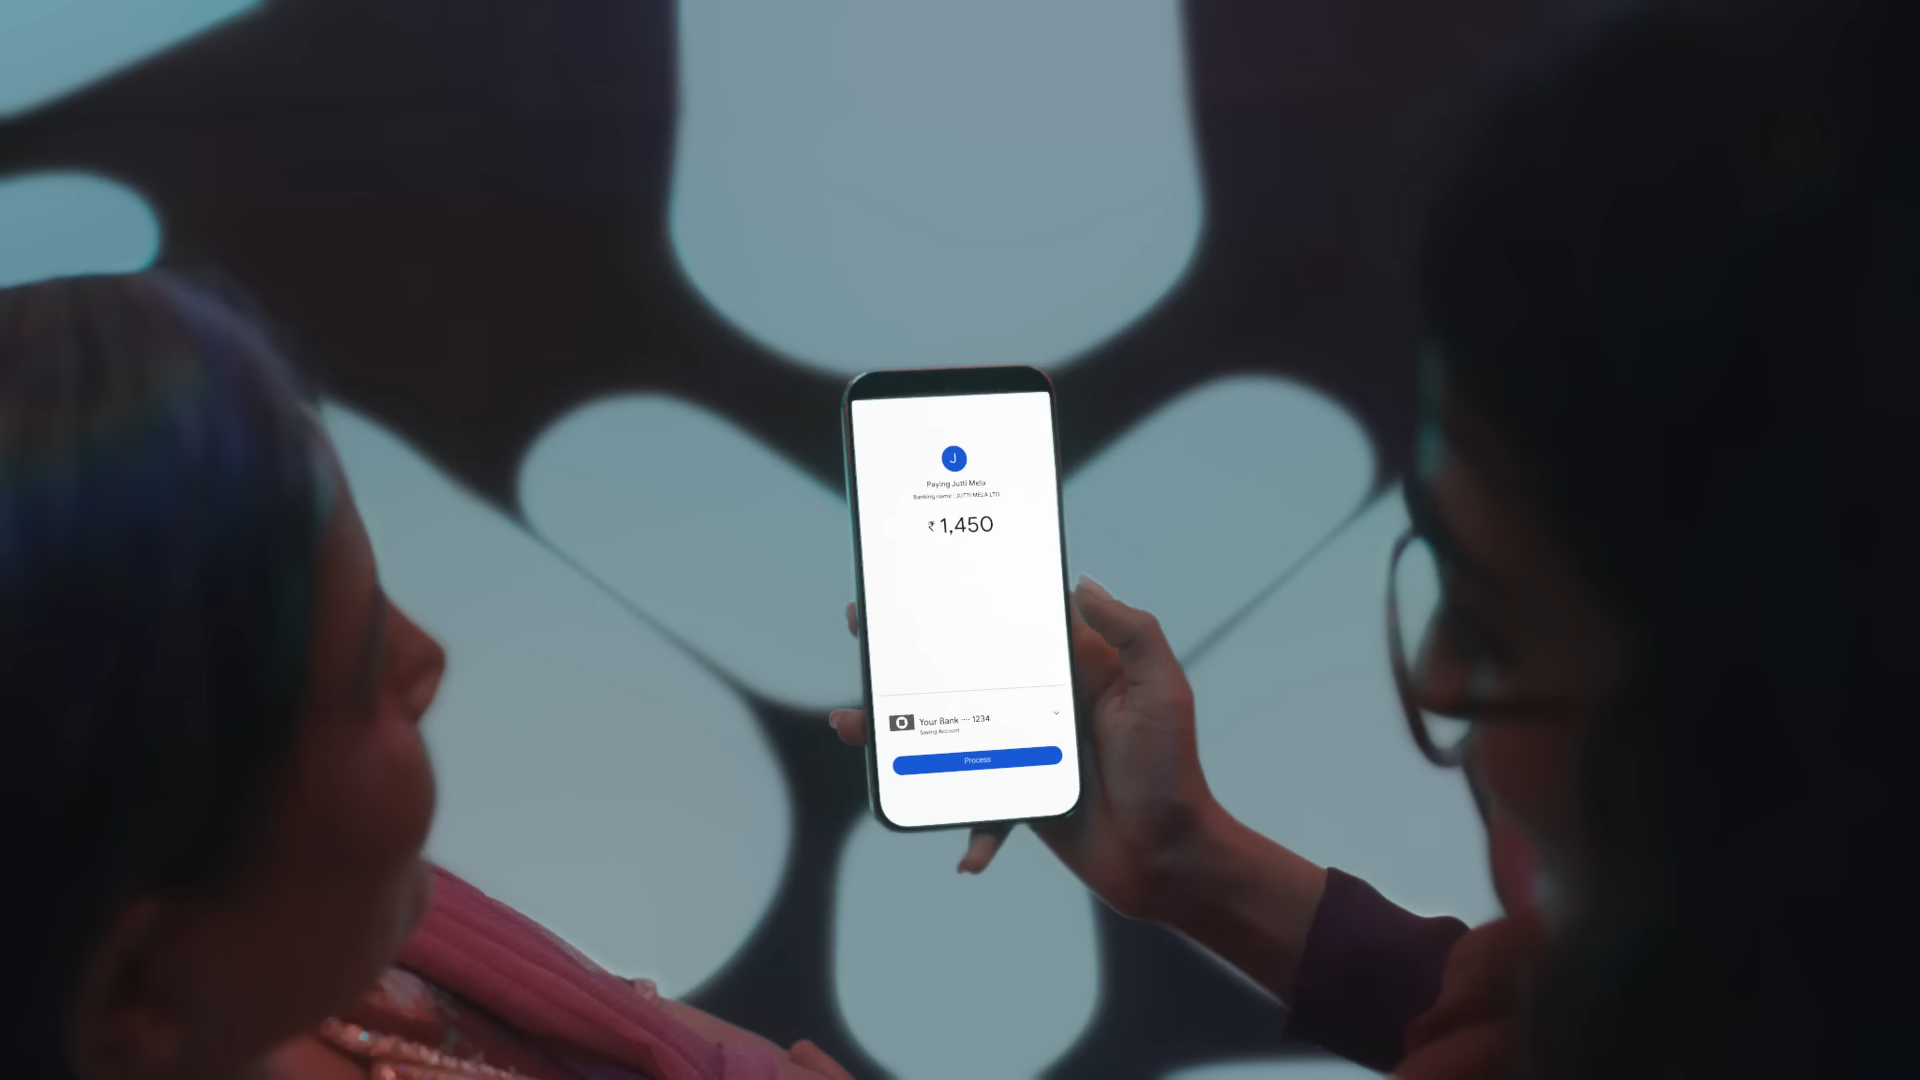 J
Paying Jutti Mela
Banking name : JUTTI MELA LTD
₹ 1,450
Your Bank ···· 1234
Saving Account
Process